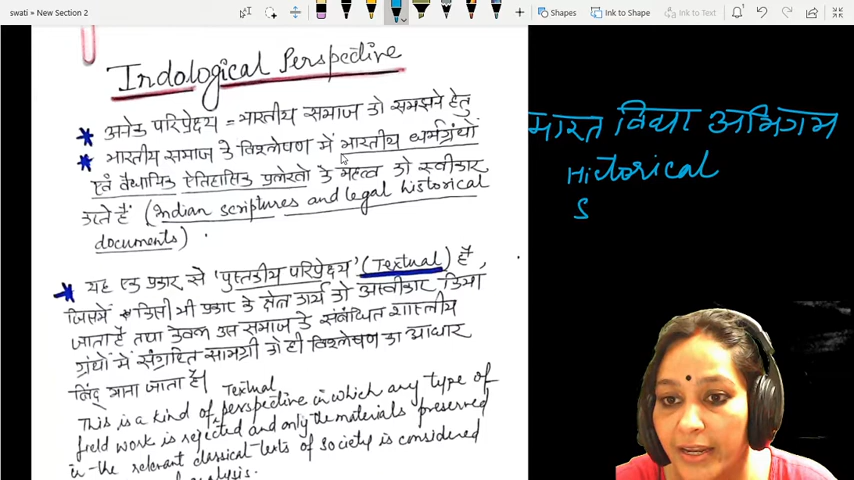 swati » New Section 2
Shapes
Ink to Shape
Ink to Text
Indological Perspective
अनेक परिप्रेक्ष्य = भारतीय समाज को समझने हेतु
भारतीय समाज के विश्लेषण में भारतीय धर्मग्रंथों
एवं वैधानिक ऐतिहासिक प्रलेखों के महत्व को स्वीकार
करते हैं (Indian scriptures and legal historical
documents) .
यह एक प्रकार से 'पुस्तकीय परिप्रेक्ष्य' (Textual) है
जिसमें किसी भी प्रकार के क्षेत्र कार्य को अस्वीकार किया
जाता है तथा केवल उस समाज के संबंधित शास्त्रीय
ग्रंथों में संग्रहित सामग्री को ही विश्लेषण का आधार
बिंदु माना जाता है।
Textual
This is a kind of perspective in which any type of
field work is rejected and only the materials preserved
in the relevant classical texts of society is considered
analysis.
भारत विद्या अभिगम
Historical
S